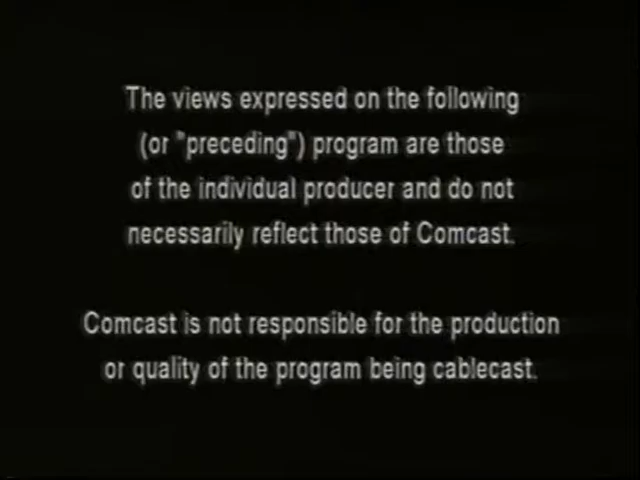 The views expressed on the following
(or "preceding") program are those
of the individual producer and do not
necessarily reflect those of Comcast.
Comcast is not responsible for the production
or quality of the program being cablecast.